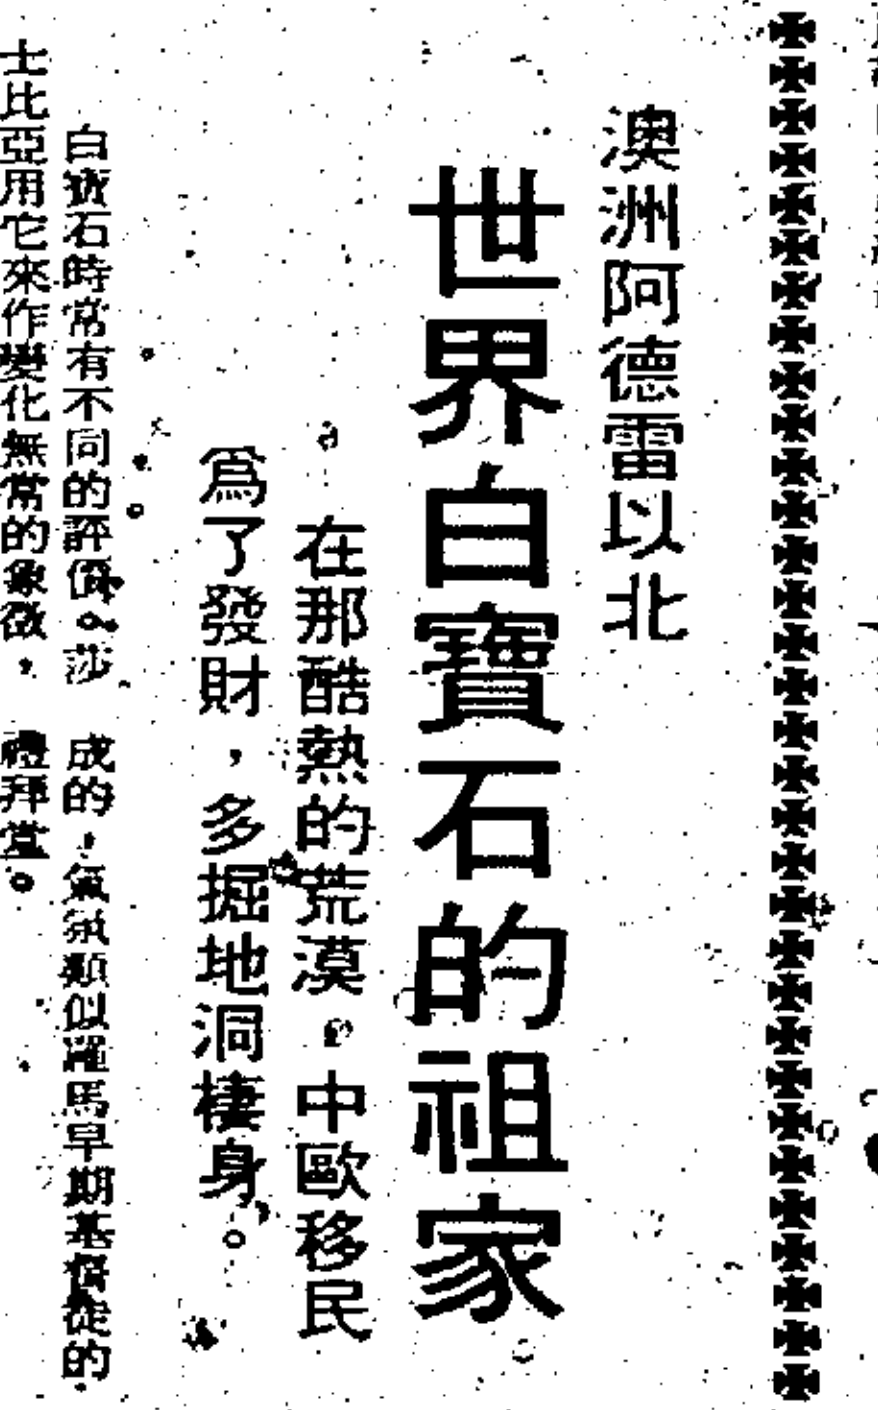 澳洲阿德雷以北
世界白寶石的祖家
在那酷熱的荒漠,中歐移民
爲了發財,多掘地洞棲身。
白寶石時常有不同的評價。莎
士比亞用它來作變化無常的象徵,
成的,氣氛類似羅馬早期基督徒的
禮拜堂。